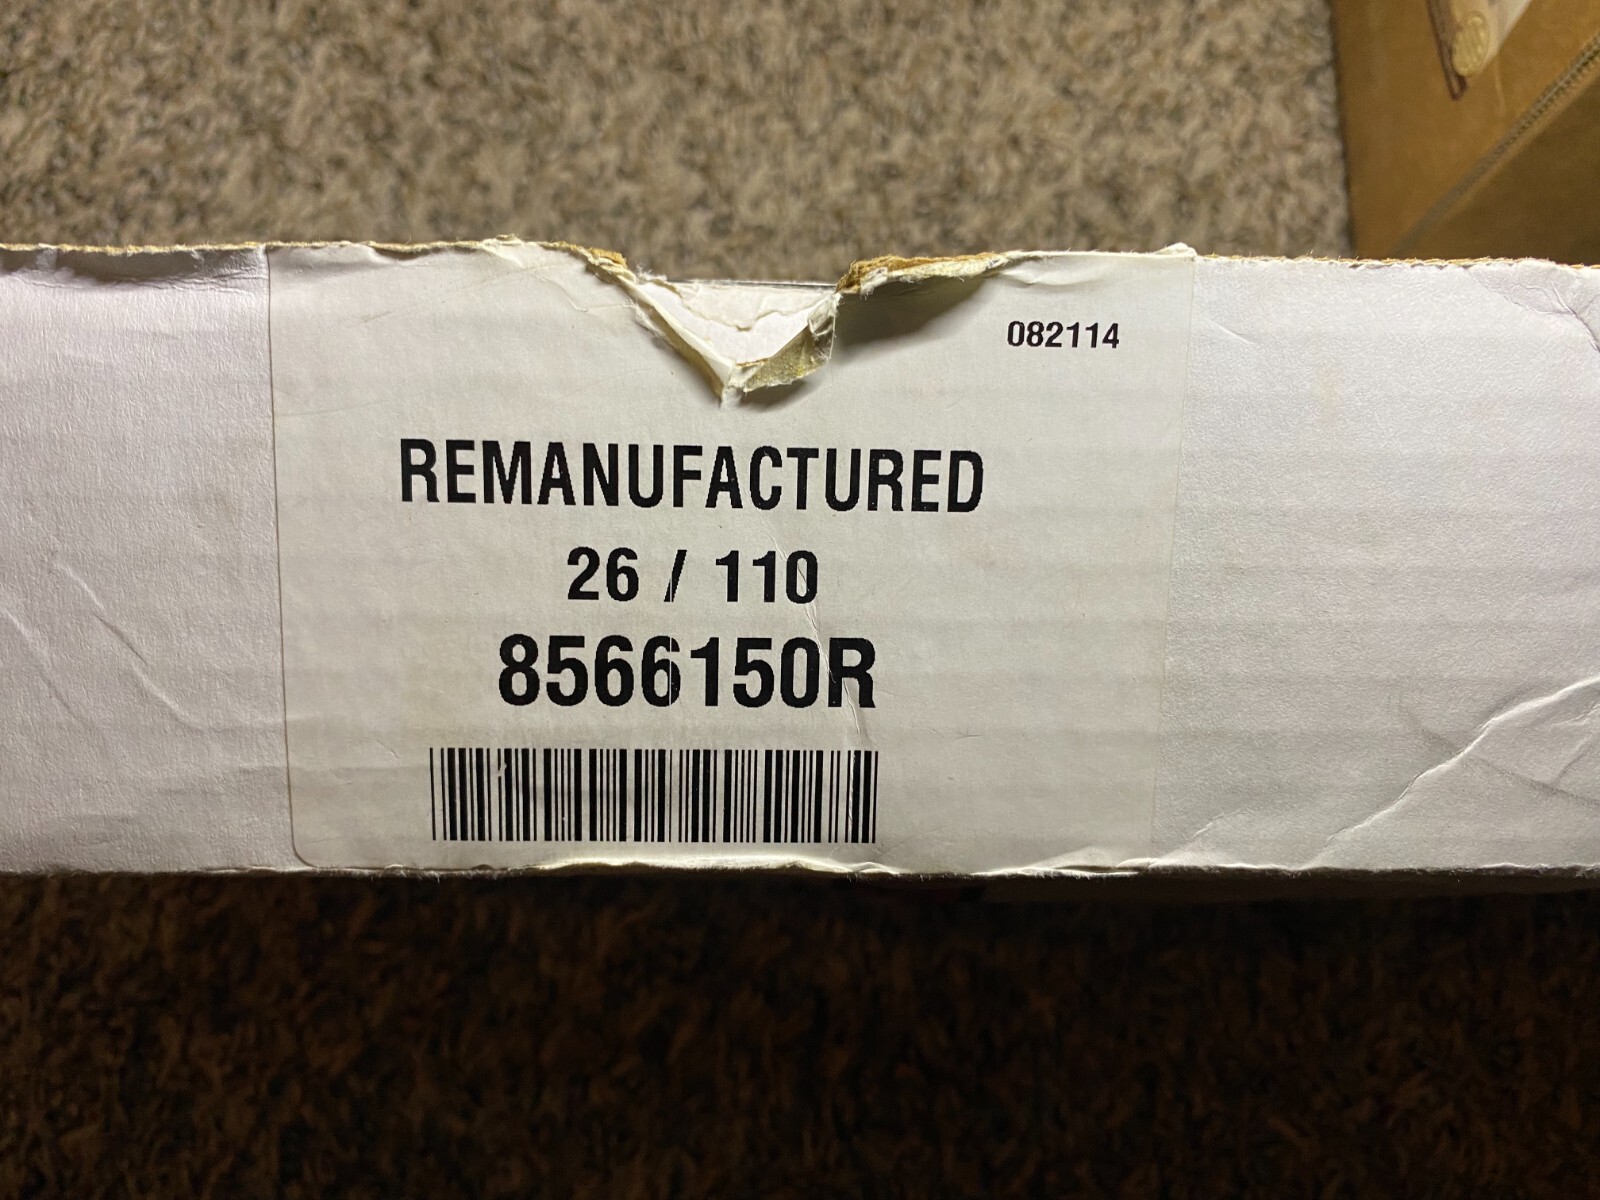 082114
REMANUFACTURED
26 / 110
8566150R